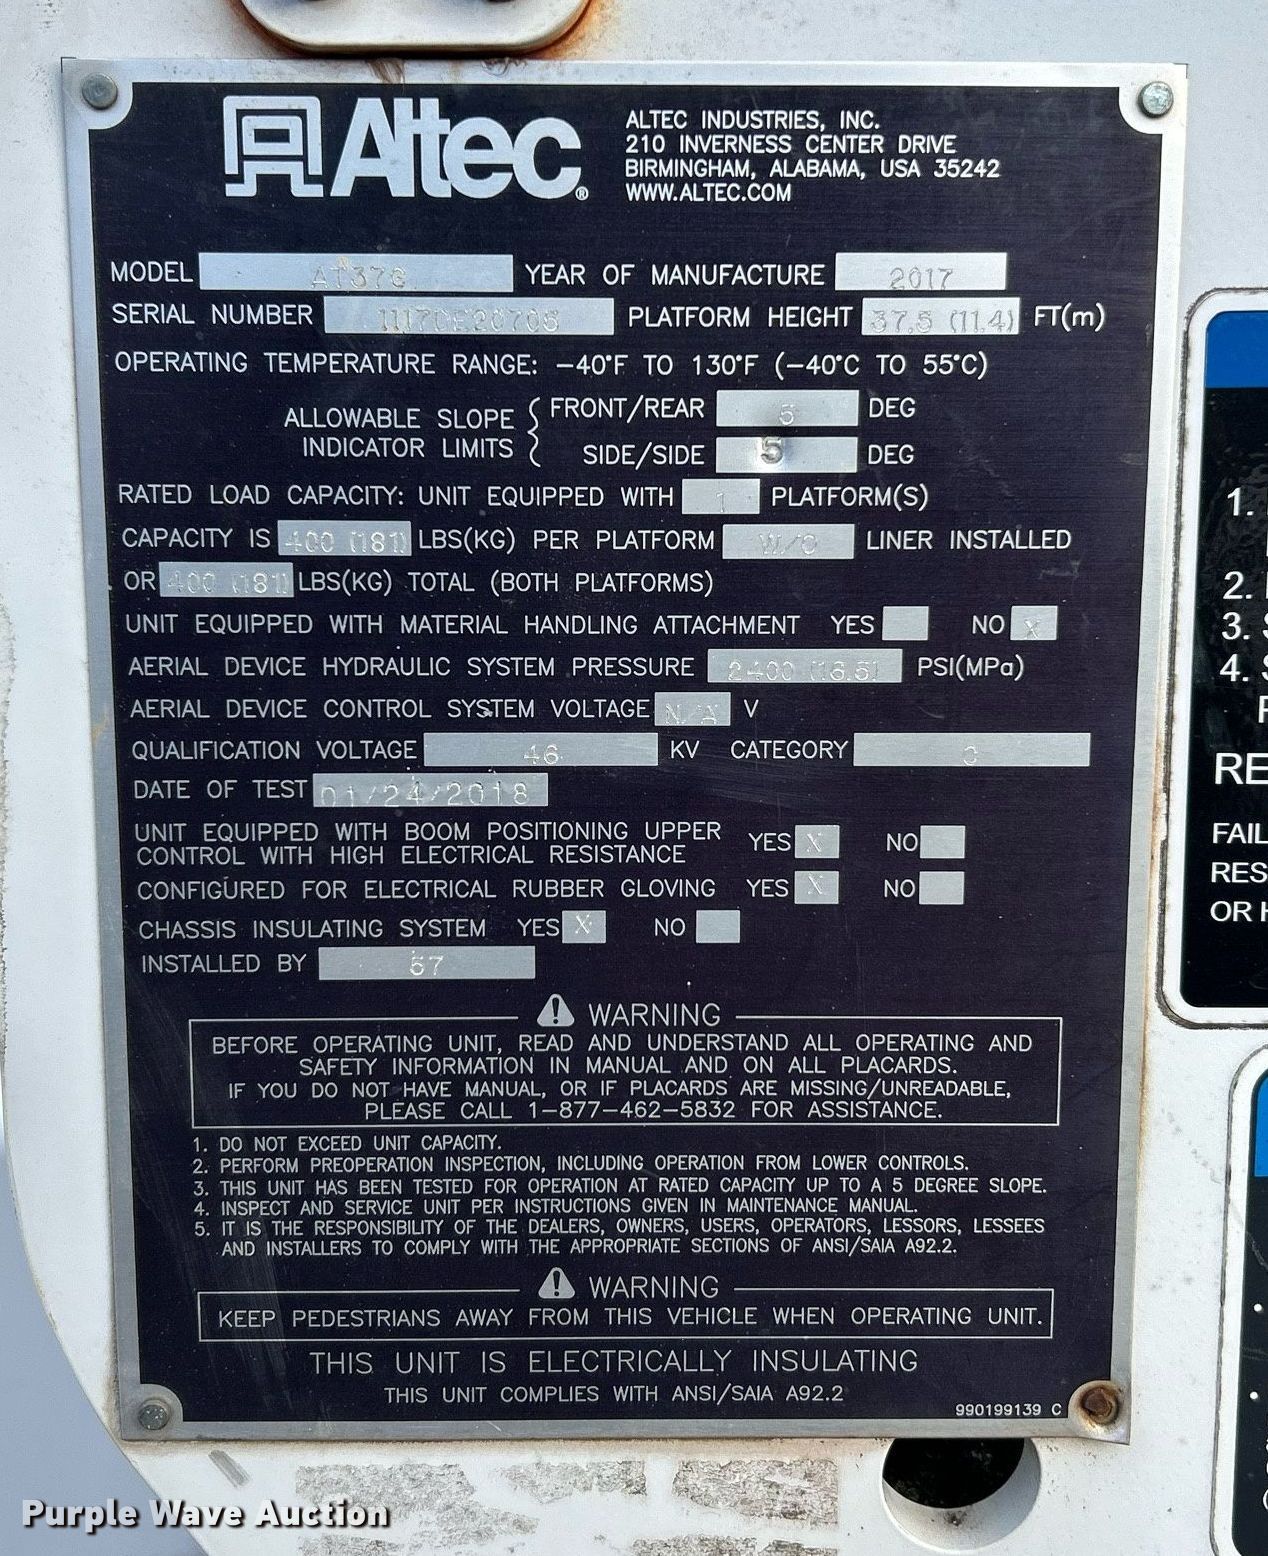 Altec®
ALTEC INDUSTRIES, INC.
210 INVERNESS CENTER DRIVE
BIRMINGHAM, ALABAMA, USA 35242
WWW.ALTEC.COM
MODEL AT37G YEAR OF MANUFACTURE 2017
SERIAL NUMBER PLATFORM HEIGHT 37.5 (11.4) FT(m)
OPERATING TEMPERATURE RANGE: -40°F TO 130°F (-40°C TO 55°C)
ALLOWABLE SLOPE INDICATOR LIMITS
FRONT/REAR 5 DEG
SIDE/SIDE 5 DEG
RATED LOAD CAPACITY: UNIT EQUIPPED WITH 1 PLATFORM(S)
CAPACITY IS 400 (181) LBS(KG) PER PLATFORM W/O LINER INSTALLED
OR 400 (181) LBS(KG) TOTAL (BOTH PLATFORMS)
UNIT EQUIPPED WITH MATERIAL HANDLING ATTACHMENT YES NO X
AERIAL DEVICE HYDRAULIC SYSTEM PRESSURE 2400 (16.5) PSI(MPa)
AERIAL DEVICE CONTROL SYSTEM VOLTAGE N/A V
QUALIFICATION VOLTAGE 46 KV CATEGORY C
DATE OF TEST 01/24/2018
UNIT EQUIPPED WITH BOOM POSITIONING UPPER
CONTROL WITH HIGH ELECTRICAL RESISTANCE YES X NO
CONFIGURED FOR ELECTRICAL RUBBER GLOVING YES X NO
CHASSIS INSULATING SYSTEM YES X NO
INSTALLED BY 57
WARNING
BEFORE OPERATING UNIT, READ AND UNDERSTAND ALL OPERATING AND
SAFETY INFORMATION IN MANUAL AND ON ALL PLACARDS.
IF YOU DO NOT HAVE MANUAL, OR IF PLACARDS ARE MISSING/UNREADABLE,
PLEASE CALL 1-877-462-5832 FOR ASSISTANCE.
1. DO NOT EXCEED UNIT CAPACITY.
2. PERFORM PREOPERATION INSPECTION, INCLUDING OPERATION FROM LOWER CONTROLS.
3. THIS UNIT HAS BEEN TESTED FOR OPERATION AT RATED CAPACITY UP TO A 5 DEGREE SLOPE.
4. INSPECT AND SERVICE UNIT PER INSTRUCTIONS GIVEN IN MAINTENANCE MANUAL.
5. IT IS THE RESPONSIBILITY OF THE DEALERS, OWNERS, USERS, OPERATORS, LESSORS, LESSEES
AND INSTALLERS TO COMPLY WITH THE APPROPRIATE SECTIONS OF ANSI/SAIA A92.2.
WARNING
KEEP PEDESTRIANS AWAY FROM THIS VEHICLE WHEN OPERATING UNIT.
THIS UNIT IS ELECTRICALLY INSULATING
THIS UNIT COMPLIES WITH ANSI/SAIA A92.2
990199139 C
1.
2.
3. S
4. S
RE
FAIL
RES
OR H
Purple Wave Auction